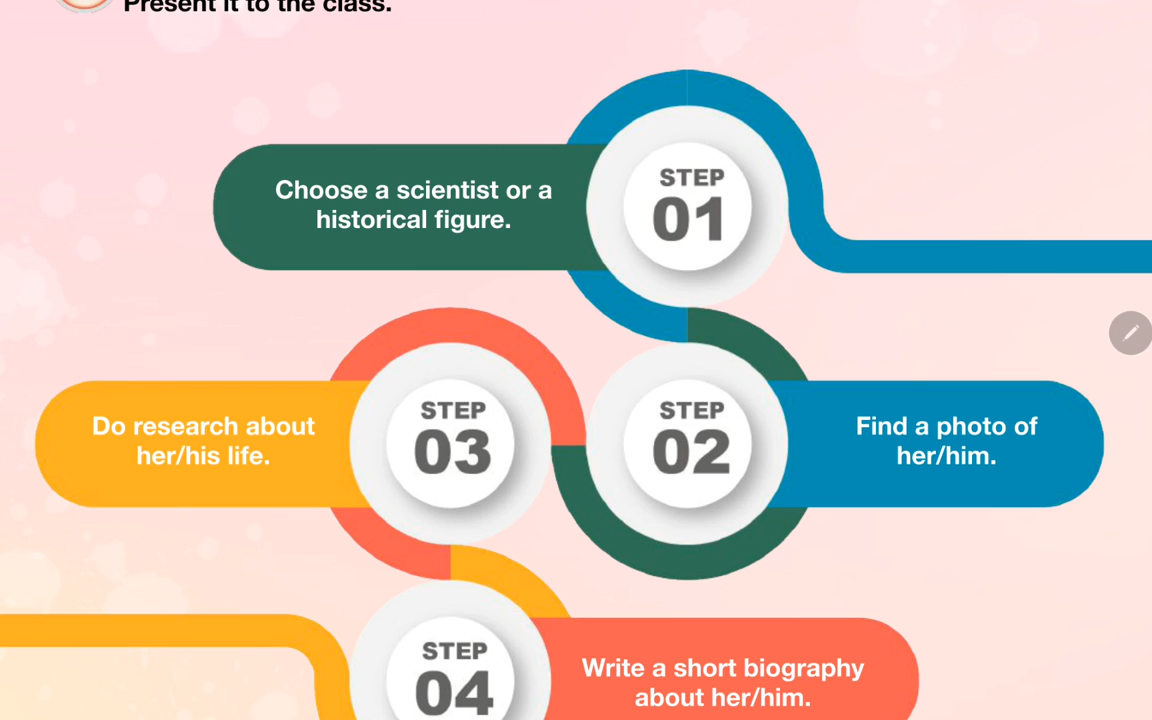 Present it to the class.
STEP
01
Choose a scientist or a
historical figure.
STEP
02
Find a photo of
her/him.
STEP
03
Do research about
her/his life.
STEP
04
Write a short biography
about her/him.